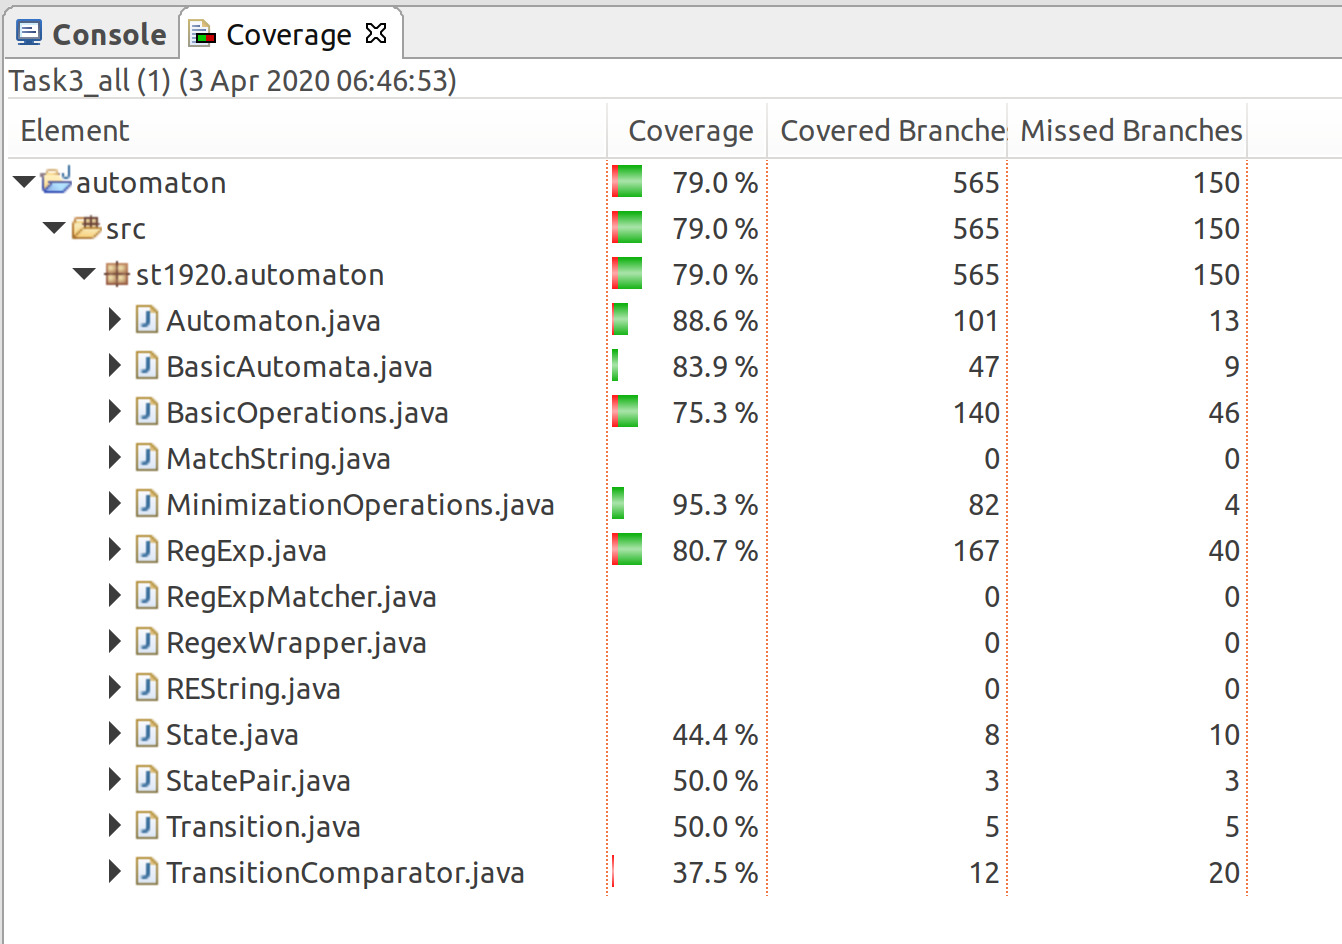 Console Coverage
Task3_all (1) (3 Apr 2020 06:46:53)
Element Coverage Covered Branche Missed Branches
automaton 79.0 % 565 150
src 79.0 % 565 150
st1920.automaton 79.0 % 565 150
Automaton.java 88.6 % 101 13
BasicAutomata.java 83.9 % 47 9
BasicOperations.java 75.3 % 140 46
MatchString.java 0 0
MinimizationOperations.java 95.3 % 82 4
RegExp.java 80.7 % 167 40
RegExpMatcher.java 0 0
RegexWrapper.java 0 0
REString.java 0 0
State.java 44.4 % 8 10
StatePair.java 50.0 % 3 3
Transition.java 50.0 % 5 5
TransitionComparator.java 37.5 % 12 20